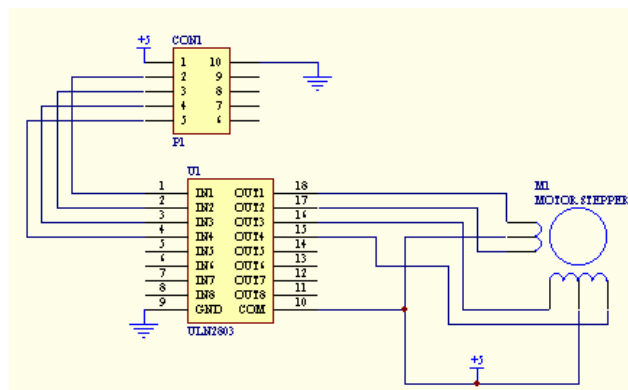 +5 CON1
1 10
2 9
3 8
4 7
5 6
P1
U1
1 IN1 OUT1 18
2 IN2 OUT2 17
3 IN3 OUT3 16
4 IN4 OUT4 15
5 IN5 OUT5 14
6 IN6 OUT6 13
7 IN7 OUT7 12
8 IN8 OUT8 11
9 GND COM 10
ULN2803
M1
MOTOR STEPPER
+5